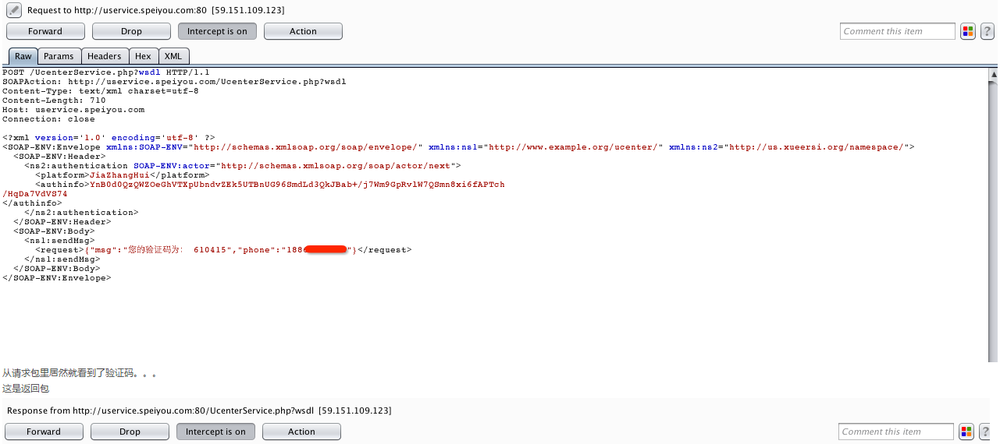 Request to http://uservice.speiyou.com:80 [59.151.109.123]
Forward Drop Intercept is on Action Comment this item ?
Raw Params Headers Hex XML
POST /UcenterService.php?wsdl HTTP/1.1
SOAPAction: http://uservice.speiyou.com/UcenterService.php?wsdl
Content-Type: text/xml charset=utf-8
Content-Length: 710
Host: uservice.speiyou.com
Connection: close
<?xml version='1.0' encoding='utf-8' ?>
<SOAP-ENV:Envelope xmlns:SOAP-ENV="http://schemas.xmlsoap.org/soap/envelope/" xmlns:ns1="http://www.example.org/ucenter/" xmlns:ns2="http://us.xueersi.org/namespace/">
<SOAP-ENV:Header>
<ns2:authentication SOAP-ENV:actor="http://schemas.xmlsoap.org/soap/actor/next">
<platform>JiaZhangHui</platform>
<authinfo>YnB0d0QzQWZOeGhVTXpUbndvZEk5UTBnUG96SmdLd3QkJBab+/j7Wm9GpRvlW7QSmn8xi6fAPTch
/HqDa7VdVS74
</authinfo>
</ns2:authentication>
</SOAP-ENV:Header>
<SOAP-ENV:Body>
<ns1:sendMsg>
<request>{"msg":"您的验证码为： 610415","phone":"188"}</request>
</ns1:sendMsg>
</SOAP-ENV:Body>
</SOAP-ENV:Envelope>
从请求包里居然就看到了验证码。。。
这是返回包
Response from http://uservice.speiyou.com:80/UcenterService.php?wsdl [59.151.109.123]
Forward Drop Intercept is on Action Comment this item ?